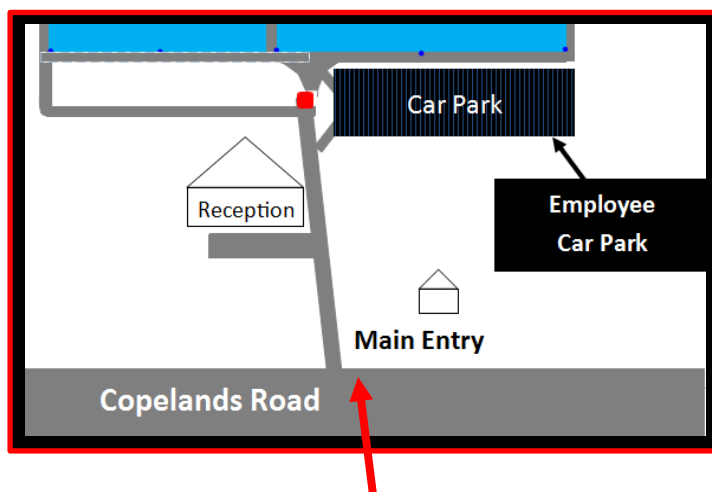 Car Park
Employee
Car Park
Reception
Main Entry
Copelands Road